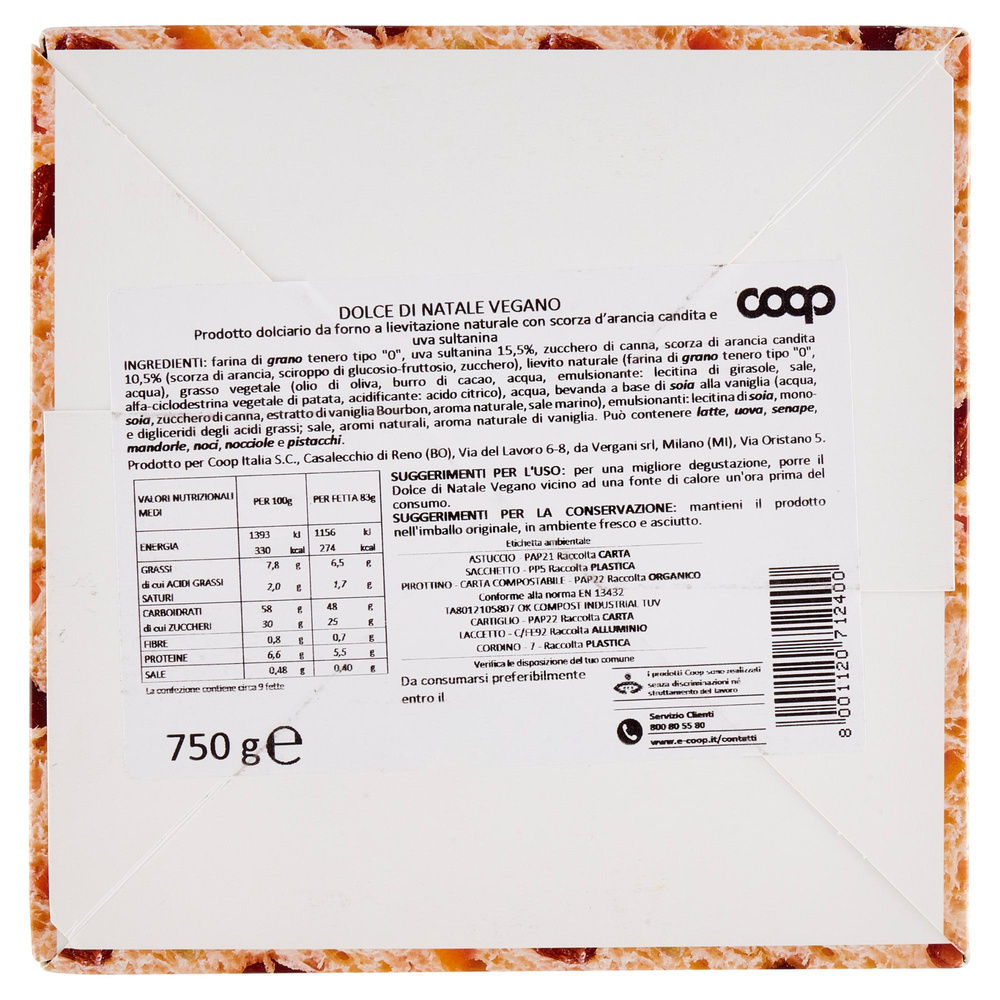 coop
DOLCE DI NATALE VEGANO
Prodotto dolciario da forno a lievitazione naturale con scorza d'arancia candita e
uva sultanina
INGREDIENTI: farina di grano tenero tipo "0", uva sultanina 15,5%, zucchero di canna, scorza di arancia candita
10,5% (scorza di arancia, sciroppo di glucosio-fruttosio, zucchero), lievito naturale (farina di grano tenero tipo "0",
acqua), grasso vegetale (olio di oliva, burro di cacao, acqua, emulsionante: lecitina di girasole, sale,
alfa-ciclodestrina vegetale di patata, acidificante: acido citrico), acqua, bevanda a base di soia alla vaniglia (acqua,
soia, zucchero di canna, estratto di vaniglia Bourbon, aroma naturale, sale marino), emulsionanti: lecitina di soia, mono-
e digliceridi degli acidi grassi; sale, aromi naturali, aroma naturale di vaniglia. Può contenere latte, uova, senape,
mandorle, noci, nocciole e pistacchi.
Prodotto per Coop Italia S.C., Casalecchio di Reno (BO), Via del Lavoro 6-8, da Vergani srl, Milano (MI), Via Oristano 5.
VALORI NUTRIZIONALI MEDI PER 100g PER FETTA 83g
ENERGIA 1393 kJ 1156 kJ
330 kcal 274 kcal
GRASSI 7,8 g 6,5 g
di cui ACIDI GRASSI SATURI 2,0 g 1,7 g
CARBOIDRATI 58 g 48 g
di cui ZUCCHERI 30 g 25 g
FIBRE 0,8 g 0,7 g
PROTEINE 6,6 g 5,5 g
SALE 0,48 g 0,40 g
La confezione contiene circa 9 fette
750 g e
SUGGERIMENTI PER L'USO: per una migliore degustazione, porre il
Dolce di Natale Vegano vicino ad una fonte di calore un'ora prima del
consumo.
SUGGERIMENTI PER LA CONSERVAZIONE: mantieni il prodotto
nell'imballo originale, in ambiente fresco e asciutto.
Etichetta ambientale
ASTUCCIO - PAP21 Raccolta CARTA
SACCHETTO - PP5 Raccolta PLASTICA
PIROTTINO - CARTA COMPOSTABILE - PAP22 Raccolta ORGANICO
Conforme alla norma EN 13432
TA8012105807 OK COMPOST INDUSTRIAL TUV
CARTIGLIO - PAP22 Raccolta CARTA
LACCETTO - C/FE92 Raccolta ALLUMINIO
CORDINO - 7 - Raccolta PLASTICA
Verifica le disposizione del tuo comune
Da consumarsi preferibilmente
entro il
i prodotti Coop sono realizzati
senza discriminazioni né
sfruttamento del lavoro
Servizio Clienti
800 80 55 80
www.e-coop.it/contatti
8 001120 712400